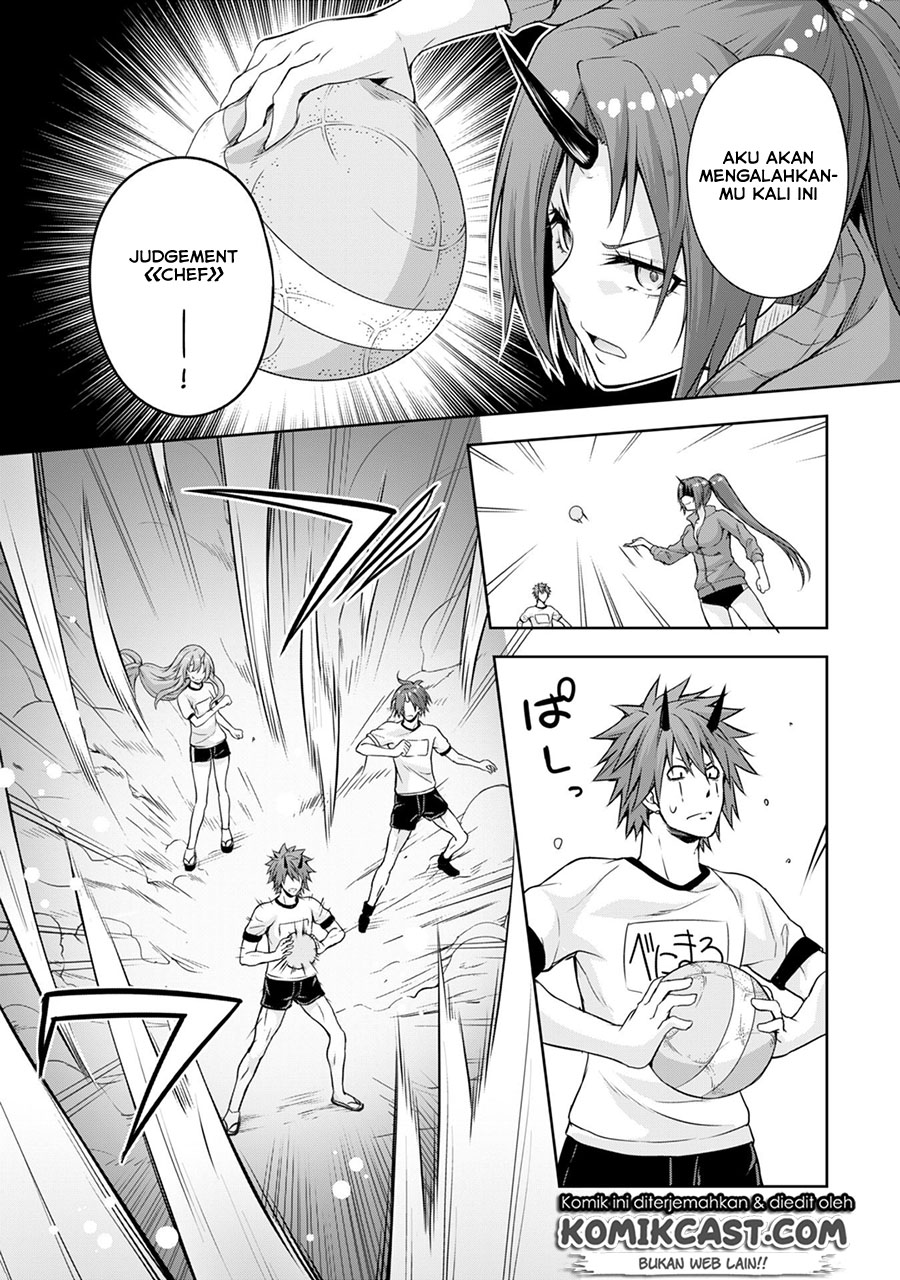 AKU AKAN
MENGALAHKAN-
MU KALI INI
JUDGEMENT
《CHEF》
—
!
ぱしっ
べにまる
Komik ini diterjemahkan & diedit oleh
KOMIKCAST.COM
BUKAN WEB LAIN!!